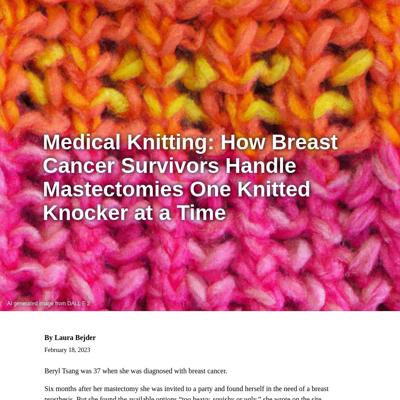 Medical Knitting: How Breast
Cancer Survivors Handle
Mastectomies One Knitted
Knocker at a Time
AI generated image from DALL·E 2
By Laura Bejder
February 18, 2023
Beryl Tsang was 37 when she was diagnosed with breast cancer.
Six months after her mastectomy she was invited to a party and found herself in the need of a breast
prosthesis. But she found the available options “too heavy, squishy or ugly,” she wrote on the site